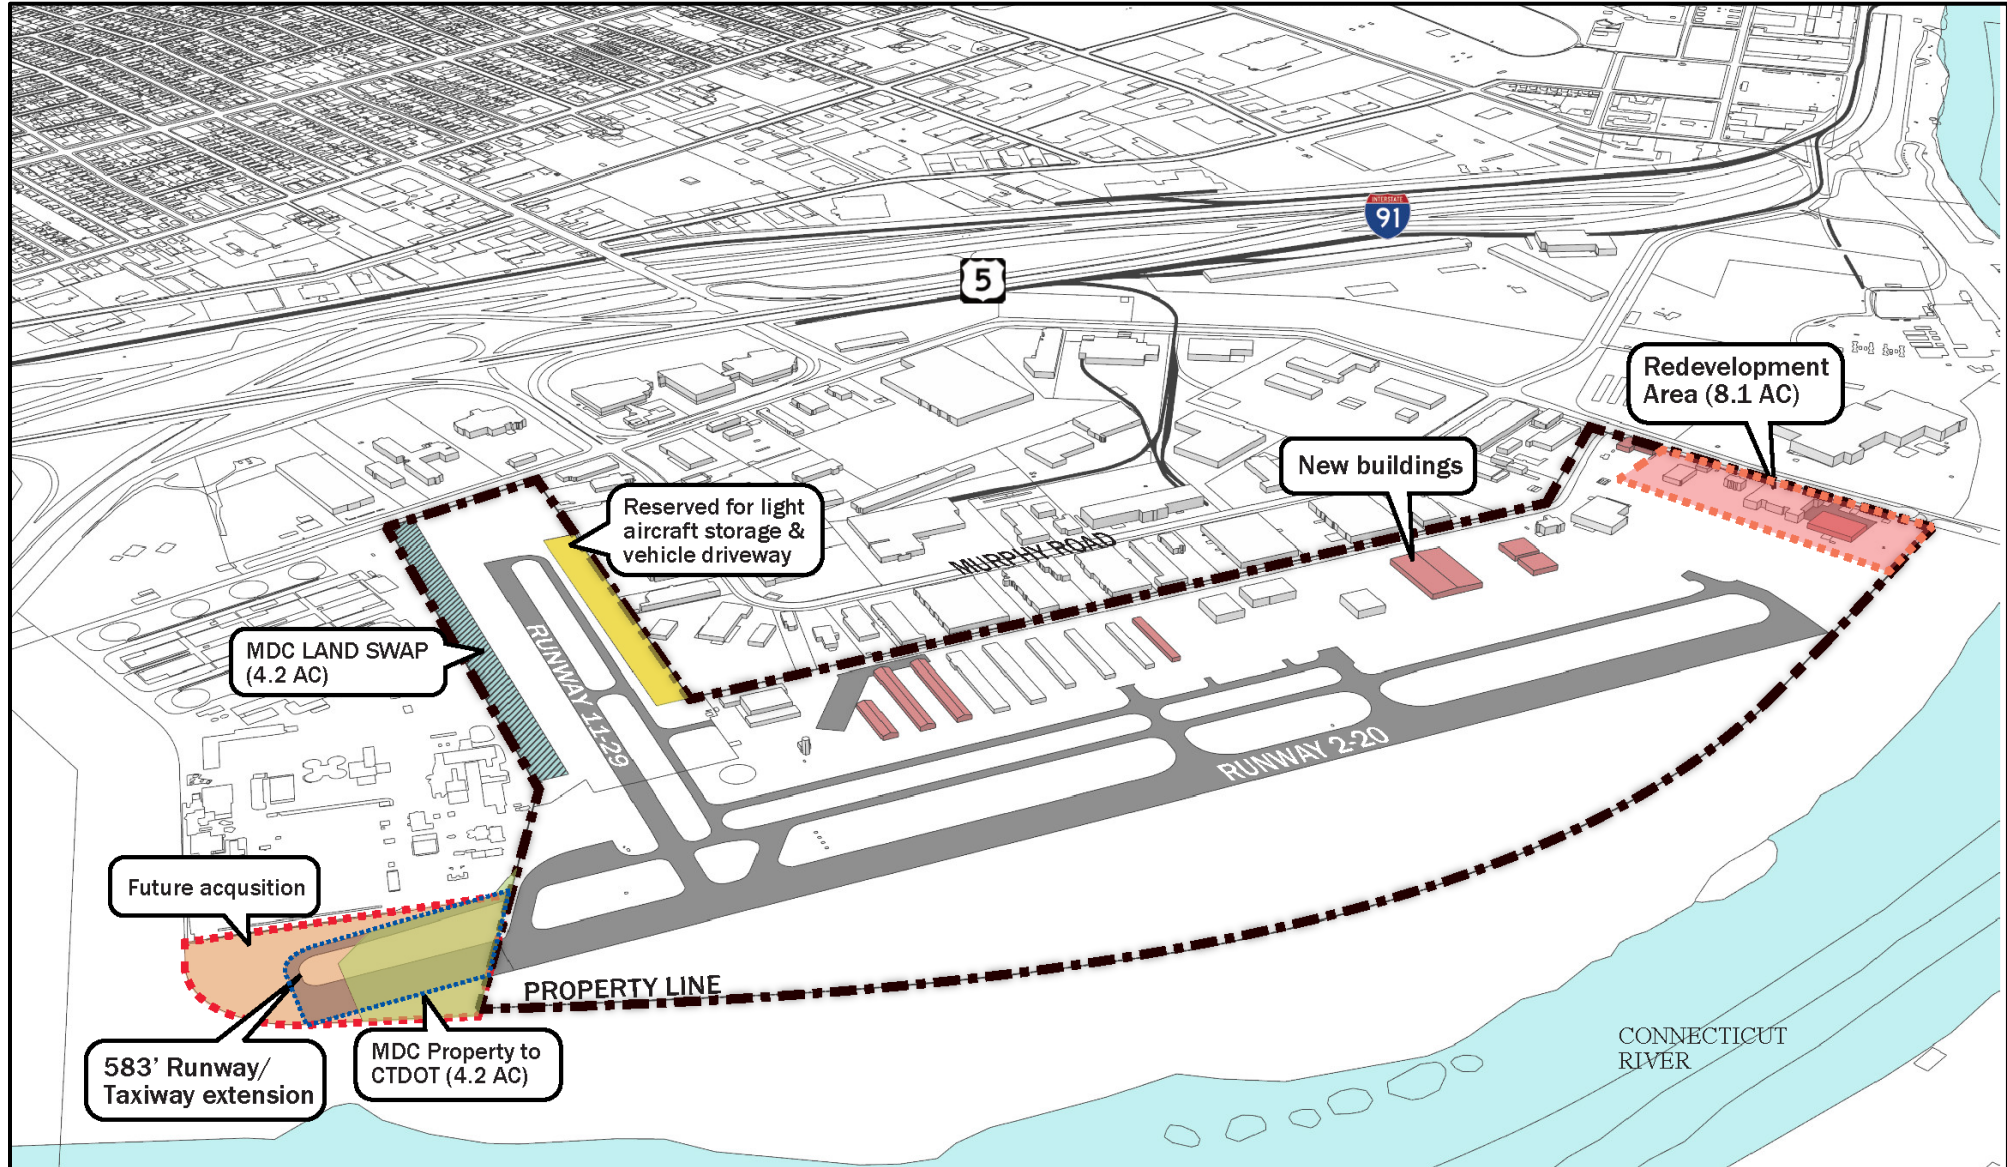 INTERSTATE
91
5
Redevelopment
Area (8.1 AC)
New buildings
Reserved for light
aircraft storage &
vehicle driveway
MURPHY ROAD
MDC LAND SWAP
(4.2 AC)
RUNWAY 11-29
RUNWAY 2-20
Future acqusition
PROPERTY LINE
583’ Runway/
Taxiway extension
MDC Property to
CTDOT (4.2 AC)
CONNECTICUT
RIVER